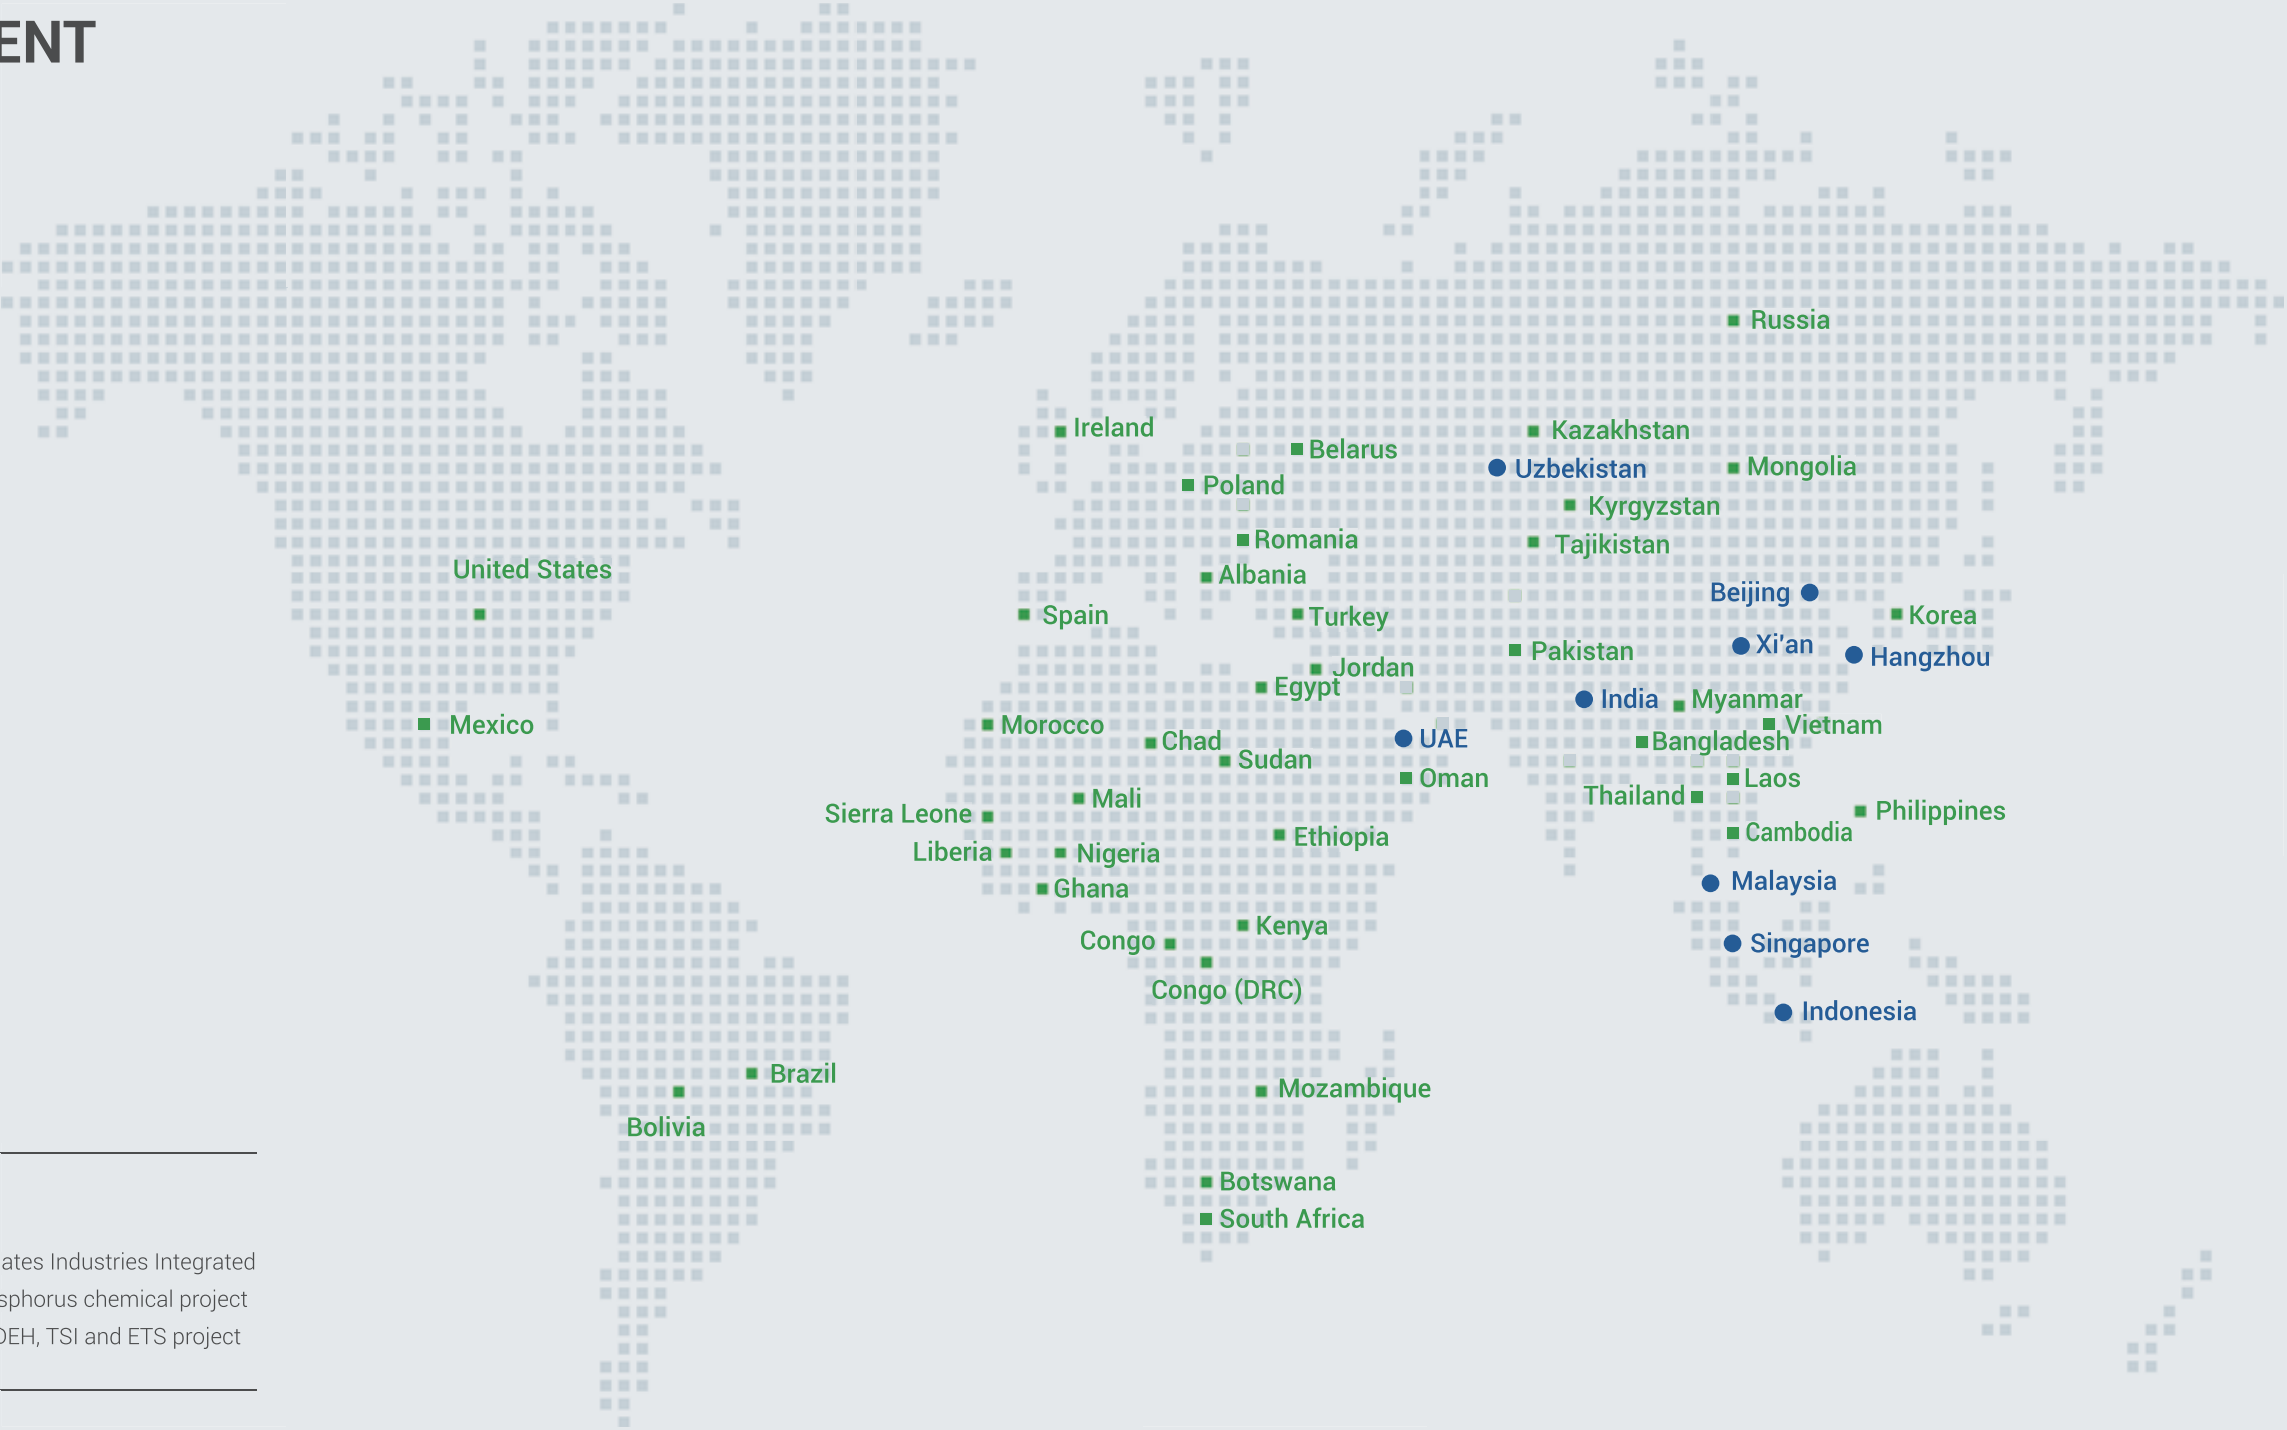 ENT
Russia
Ireland
Kazakhstan
Belarus
Uzbekistan
Mongolia
Poland
Kyrgyzstan
Romania
Tajikistan
United States
Albania
Beijing
Spain
Turkey
Korea
Xi'an
Pakistan
Hangzhou
Jordan
Egypt
India
Myanmar
Mexico
Morocco
Vietnam
Chad
UAE
Bangladesh
Sudan
Oman
Laos
Mali
Thailand
Sierra Leone
Philippines
Ethiopia
Cambodia
Liberia
Nigeria
Malaysia
Ghana
Kenya
Congo
Singapore
Congo (DRC)
Indonesia
Brazil
Mozambique
Bolivia
Botswana
South Africa
ates Industries Integrated
sphorus chemical project
DEH, TSI and ETS project